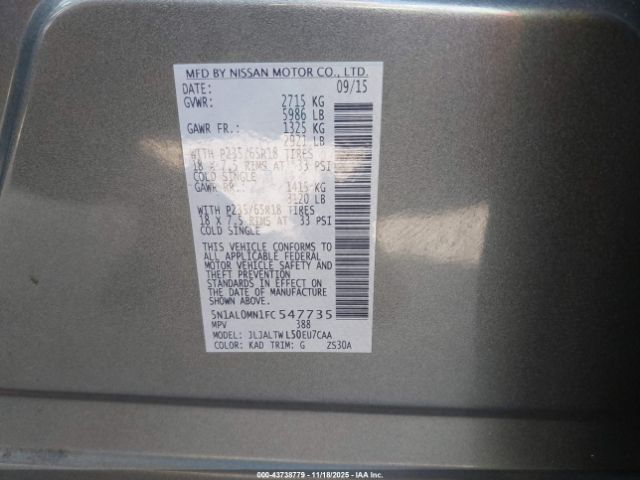 MFD BY NISSAN MOTOR CO., LTD.
DATE: 09/15
GVWR: 2715 KG
5986 LB
GAWR FR.: 1325 KG
2921 LB
WITH P235/65R18 TIRES
18 X 7.5 RIMS AT 33 PSI
COLD SINGLE
GAWR RR.: 1415 KG
3120 LB
WITH P235/65R18 TIRES
18 X 7.5 RIMS AT 33 PSI
COLD SINGLE
THIS VEHICLE CONFORMS TO
ALL APPLICABLE FEDERAL
MOTOR VEHICLE SAFETY AND
THEFT PREVENTION
STANDARDS IN EFFECT ON THE
DATE OF MANUFACTURE
SHOWN ABOVE.
5N1AL0MN1FC547735
MPV 388
MODEL: JLJALTWL50EU7CAA
COLOR: KAD TRIM: G ZS30A
000-43738779 — 11/18/2025 — IAA, Inc.